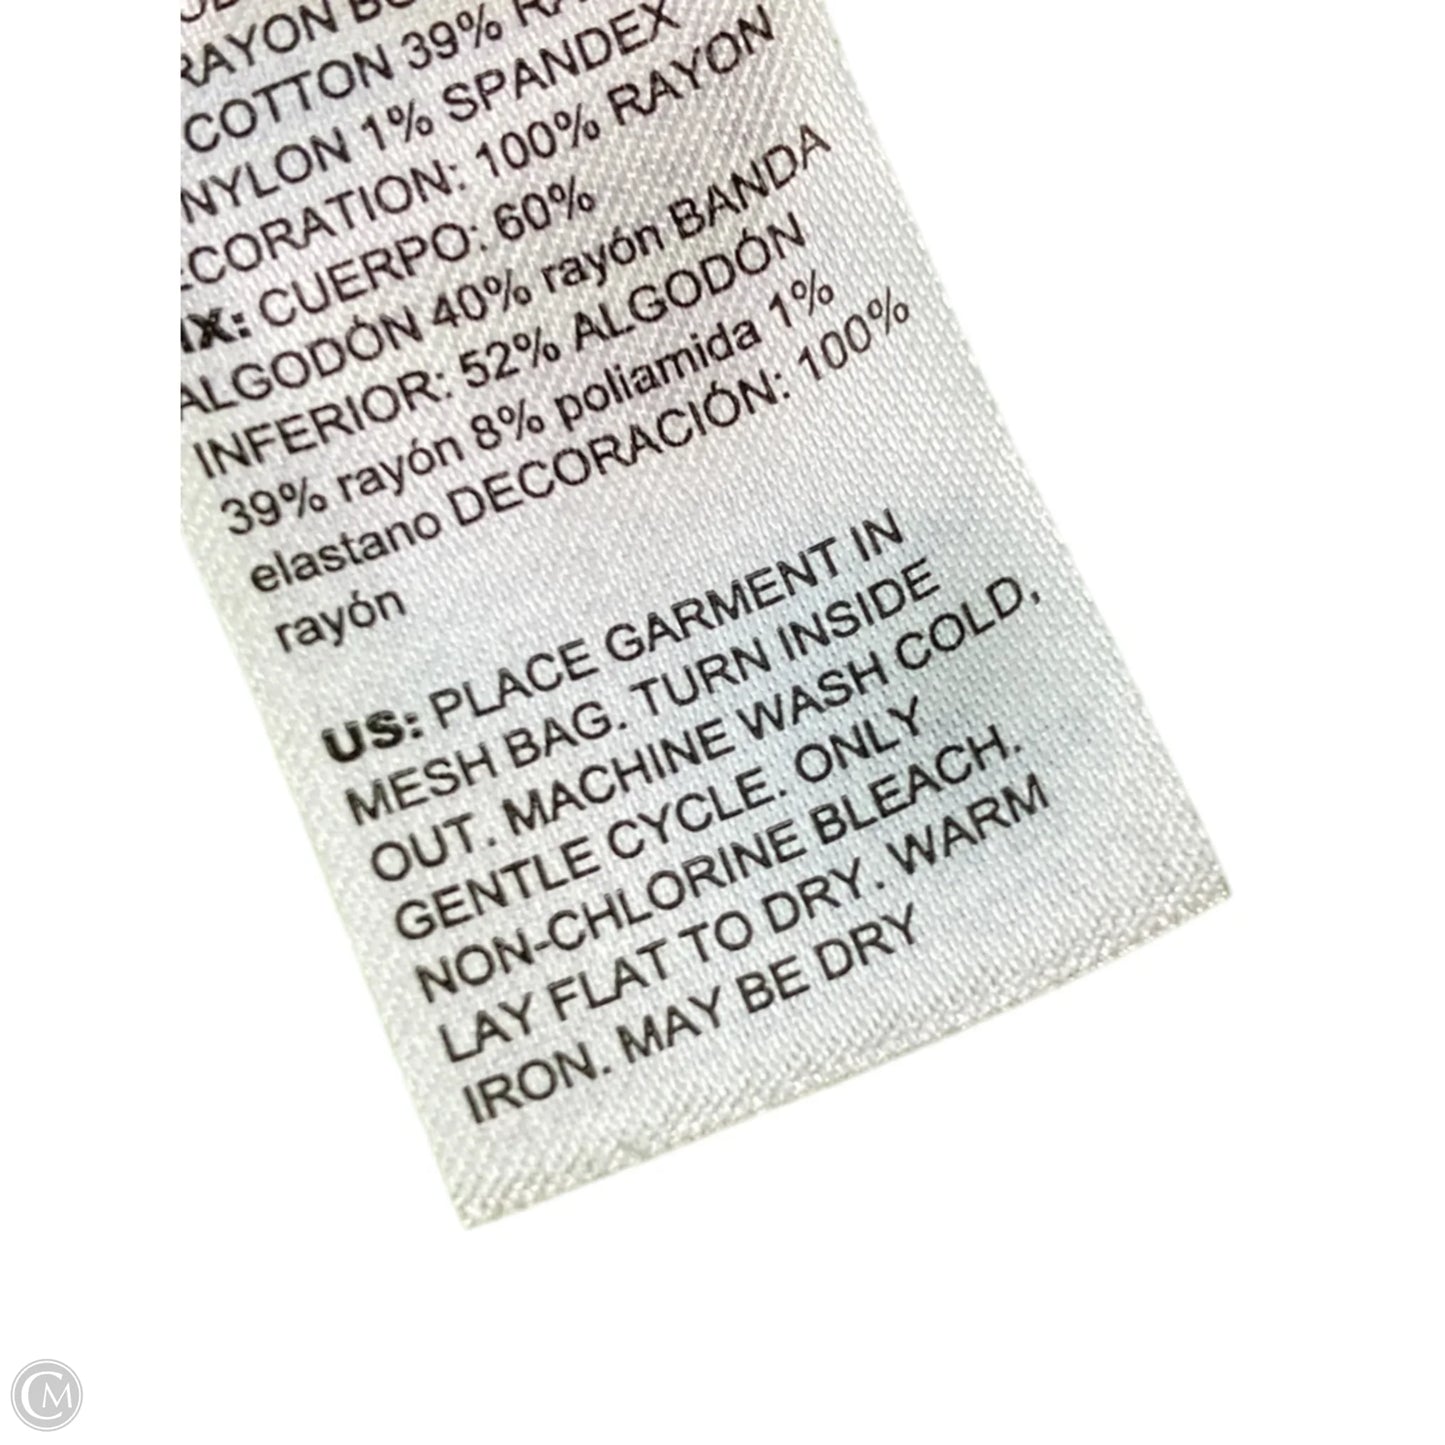 RAYON
COTTON 39%
NYLON 1% SPANDEX
CORATION: 100% RAYON
IX: CUERPO: 60%
ALGODÓN 40% rayón BANDA
INFERIOR: 52% ALGODÓN
39% rayón 8% poliamida 1%
elastano DECORACIÓN: 100%
rayón
US: PLACE GARMENT IN
MESH BAG. TURN INSIDE
OUT. MACHINE WASH COLD,
GENTLE CYCLE. ONLY
NON-CHLORINE BLEACH.
LAY FLAT TO DRY. WARM
IRON. MAY BE DRY
CM